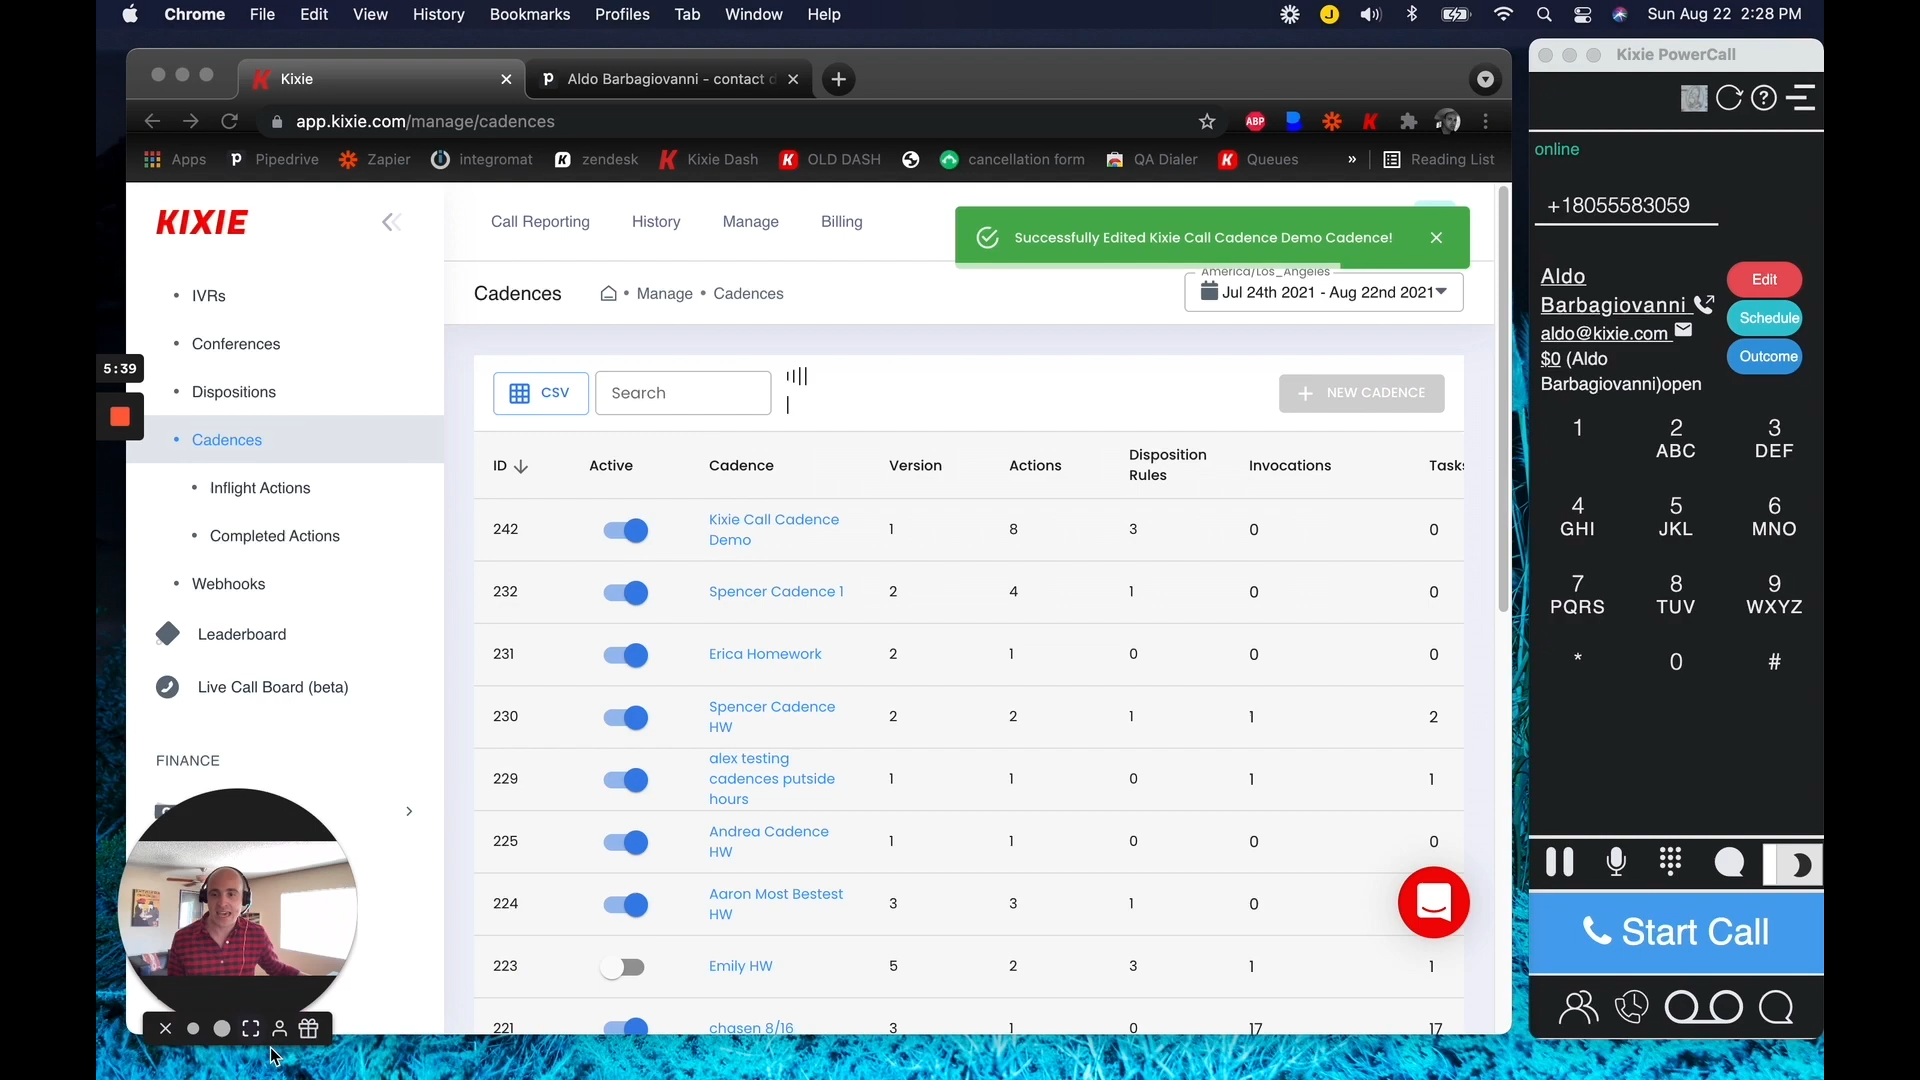 Chrome File Edit View History Bookmarks Profiles Tab Window Help
J
Sun Aug 22 2:28 PM
Kixie
Aldo Barbagiovanni - contact d
app.kixie.com/manage/cadences
ABP
Apps Pipedrive Zapier integromat zendesk Kixie Dash OLD DASH cancellation form QA Dialer Queues » Reading List
KIXIE
IVRs
Conferences
Dispositions
Cadences
Inflight Actions
Completed Actions
Webhooks
Leaderboard
Live Call Board (beta)
FINANCE
5:39
Call Reporting History Manage Billing
Successfully Edited Kixie Call Cadence Demo Cadence!
Cadences
Manage • Cadences
America/Los_Angeles
Jul 24th 2021 - Aug 22nd 2021
CSV
Search
+ NEW CADENCE
ID Active Cadence Version Actions Disposition Rules Invocations Tasks
242 Kixie Call Cadence Demo 1 8 3 0 0
232 Spencer Cadence 1 2 4 1 0 0
231 Erica Homework 2 1 0 0 0
230 Spencer Cadence HW 2 2 1 1 2
229 alex testing cadences putside hours 1 1 0 1 1
225 Andrea Cadence HW 1 1 0 0 0
224 Aaron Most Bestest HW 3 3 1 0
223 Emily HW 5 2 3 1 1
221 chasen 8/16 3 1 0 17 17
Kixie PowerCall
online
+18055583059
Aldo
Barbagiovanni
aldo@kixie.com
$0 (Aldo
Barbagiovanni)open
Edit
Schedule
Outcome
1 2 3
ABC DEF
4 5 6
GHI JKL MNO
7 8 9
PQRS TUV WXYZ
* 0 #
Start Call